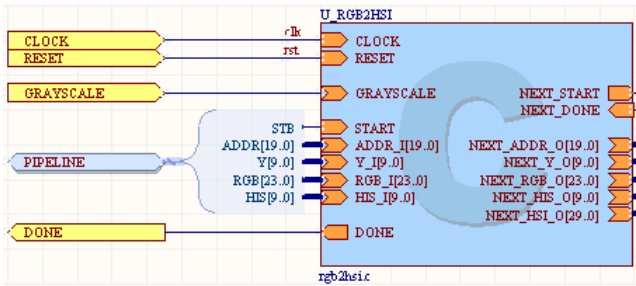 U_RGB2HSI
clk
CLOCK CLOCK
rst
RESET RESET
GRAYSCALE GRAYSCALE NEXT_START
NEXT_DONE
STB START
ADDR[19..0] ADDR_I[19..0] NEXT_ADDR_O[19..0]
PIPELINE Y[9..0] Y_I[9..0] NEXT_Y_O[9..0]
RGB[23..0] RGB_I[23..0] NEXT_RGB_O[23..0]
HIS[9..0] HIS_I[9..0] NEXT_HIS_O[9..0]
NEXT_HSI_O[29..0]
DONE DONE
C
rgb2hsi.c